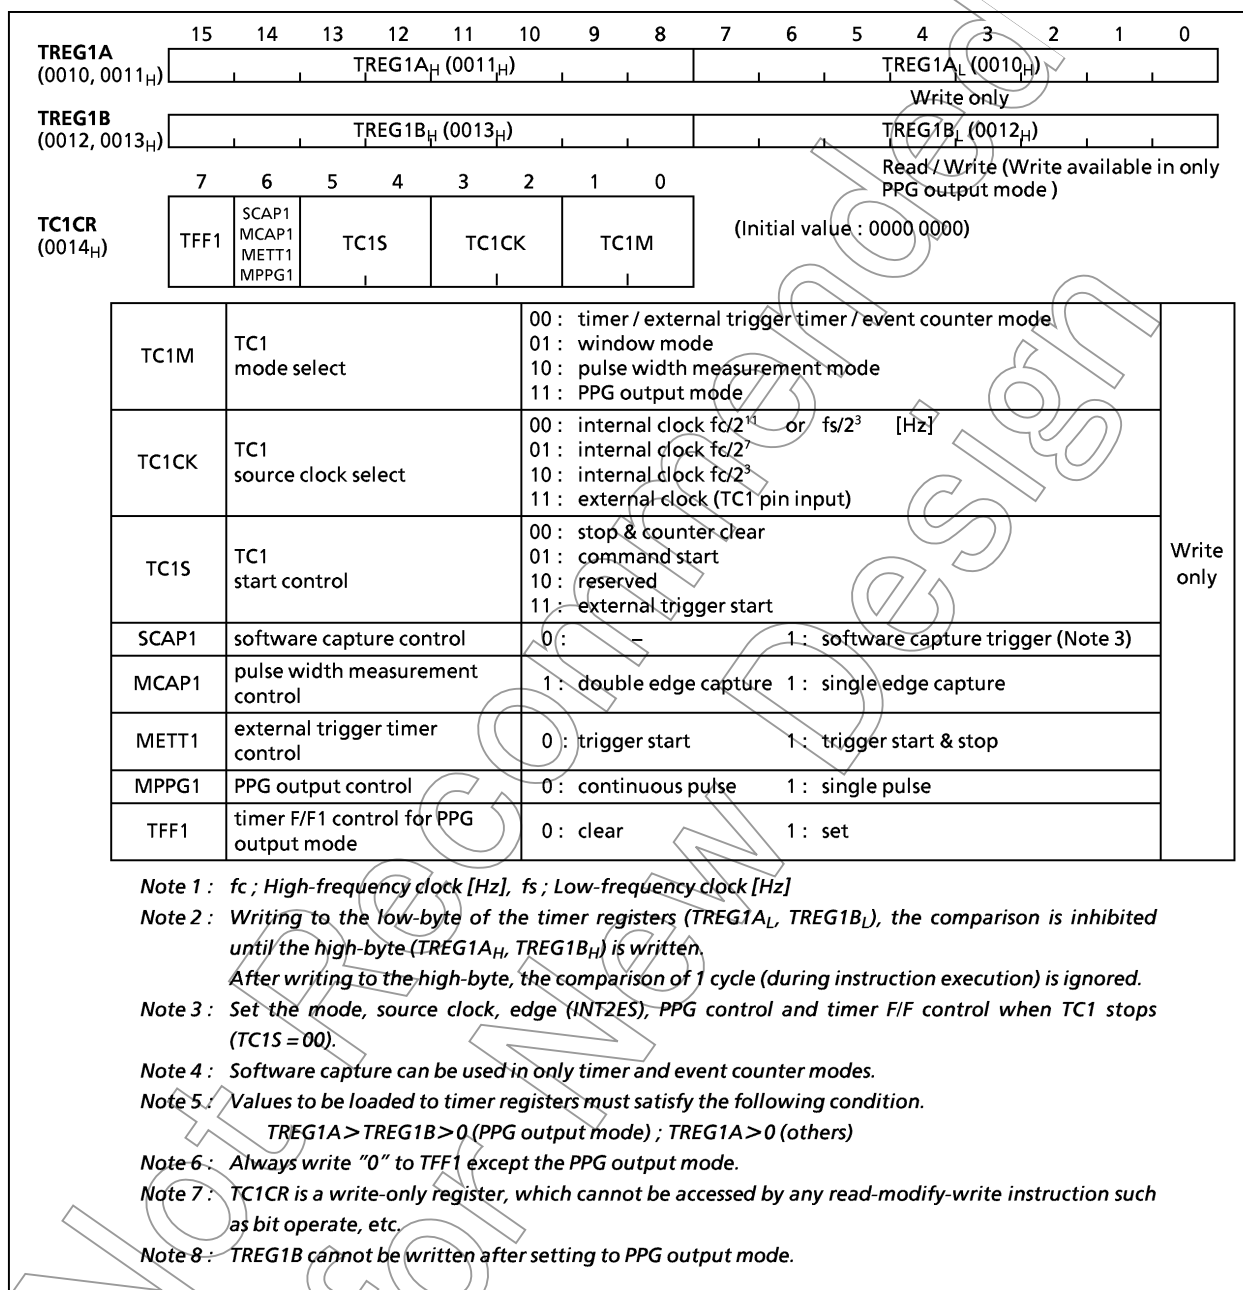 15 14 13 12 11 10 9 8 7 6 5 4 3 2 1 0
TREG1A
(0010, 0011H) TREG1AH (0011H) TREG1AL (0010H)
Write only
TREG1B
(0012, 0013H) TREG1BH (0013H) TREG1BL (0012H)
Read / Write (Write available in only
PPG output mode )
7 6 5 4 3 2 1 0
TC1CR
(0014H) TFF1 SCAP1 MCAP1 METT1 MPPG1 TC1S TC1CK TC1M (Initial value : 0000 0000)
TC1M TC1 mode select
00 : timer / external trigger timer / event counter mode
01 : window mode
10 : pulse width measurement mode
11 : PPG output mode
TC1CK TC1 source clock select
00 : internal clock fc/2¹¹ or fs/2³ [Hz]
01 : internal clock fc/2⁷
10 : internal clock fc/2³
11 : external clock (TC1 pin input)
TC1S TC1 start control
00 : stop & counter clear
01 : command start
10 : reserved
11 : external trigger start
Write only
SCAP1 software capture control 0 : – 1 : software capture trigger (Note 3)
MCAP1 pulse width measurement control 1 : double edge capture 1 : single edge capture
METT1 external trigger timer control 0 : trigger start 1 : trigger start & stop
MPPG1 PPG output control 0 : continuous pulse 1 : single pulse
TFF1 timer F/F1 control for PPG output mode 0 : clear 1 : set
Note 1 : fc ; High-frequency clock [Hz], fs ; Low-frequency clock [Hz]
Note 2 : Writing to the low-byte of the timer registers (TREG1AL, TREG1BL), the comparison is inhibited
until the high-byte (TREG1AH, TREG1BH) is written.
After writing to the high-byte, the comparison of 1 cycle (during instruction execution) is ignored.
Note 3 : Set the mode, source clock, edge (INT2ES), PPG control and timer F/F control when TC1 stops
(TC1S = 00).
Note 4 : Software capture can be used in only timer and event counter modes.
Note 5 : Values to be loaded to timer registers must satisfy the following condition.
TREG1A > TREG1B > 0 (PPG output mode) ; TREG1A > 0 (others)
Note 6 : Always write "0" to TFF1 except the PPG output mode.
Note 7 : TC1CR is a write-only register, which cannot be accessed by any read-modify-write instruction such
as bit operate, etc.
Note 8 : TREG1B cannot be written after setting to PPG output mode.
Not Recommended
for New Design